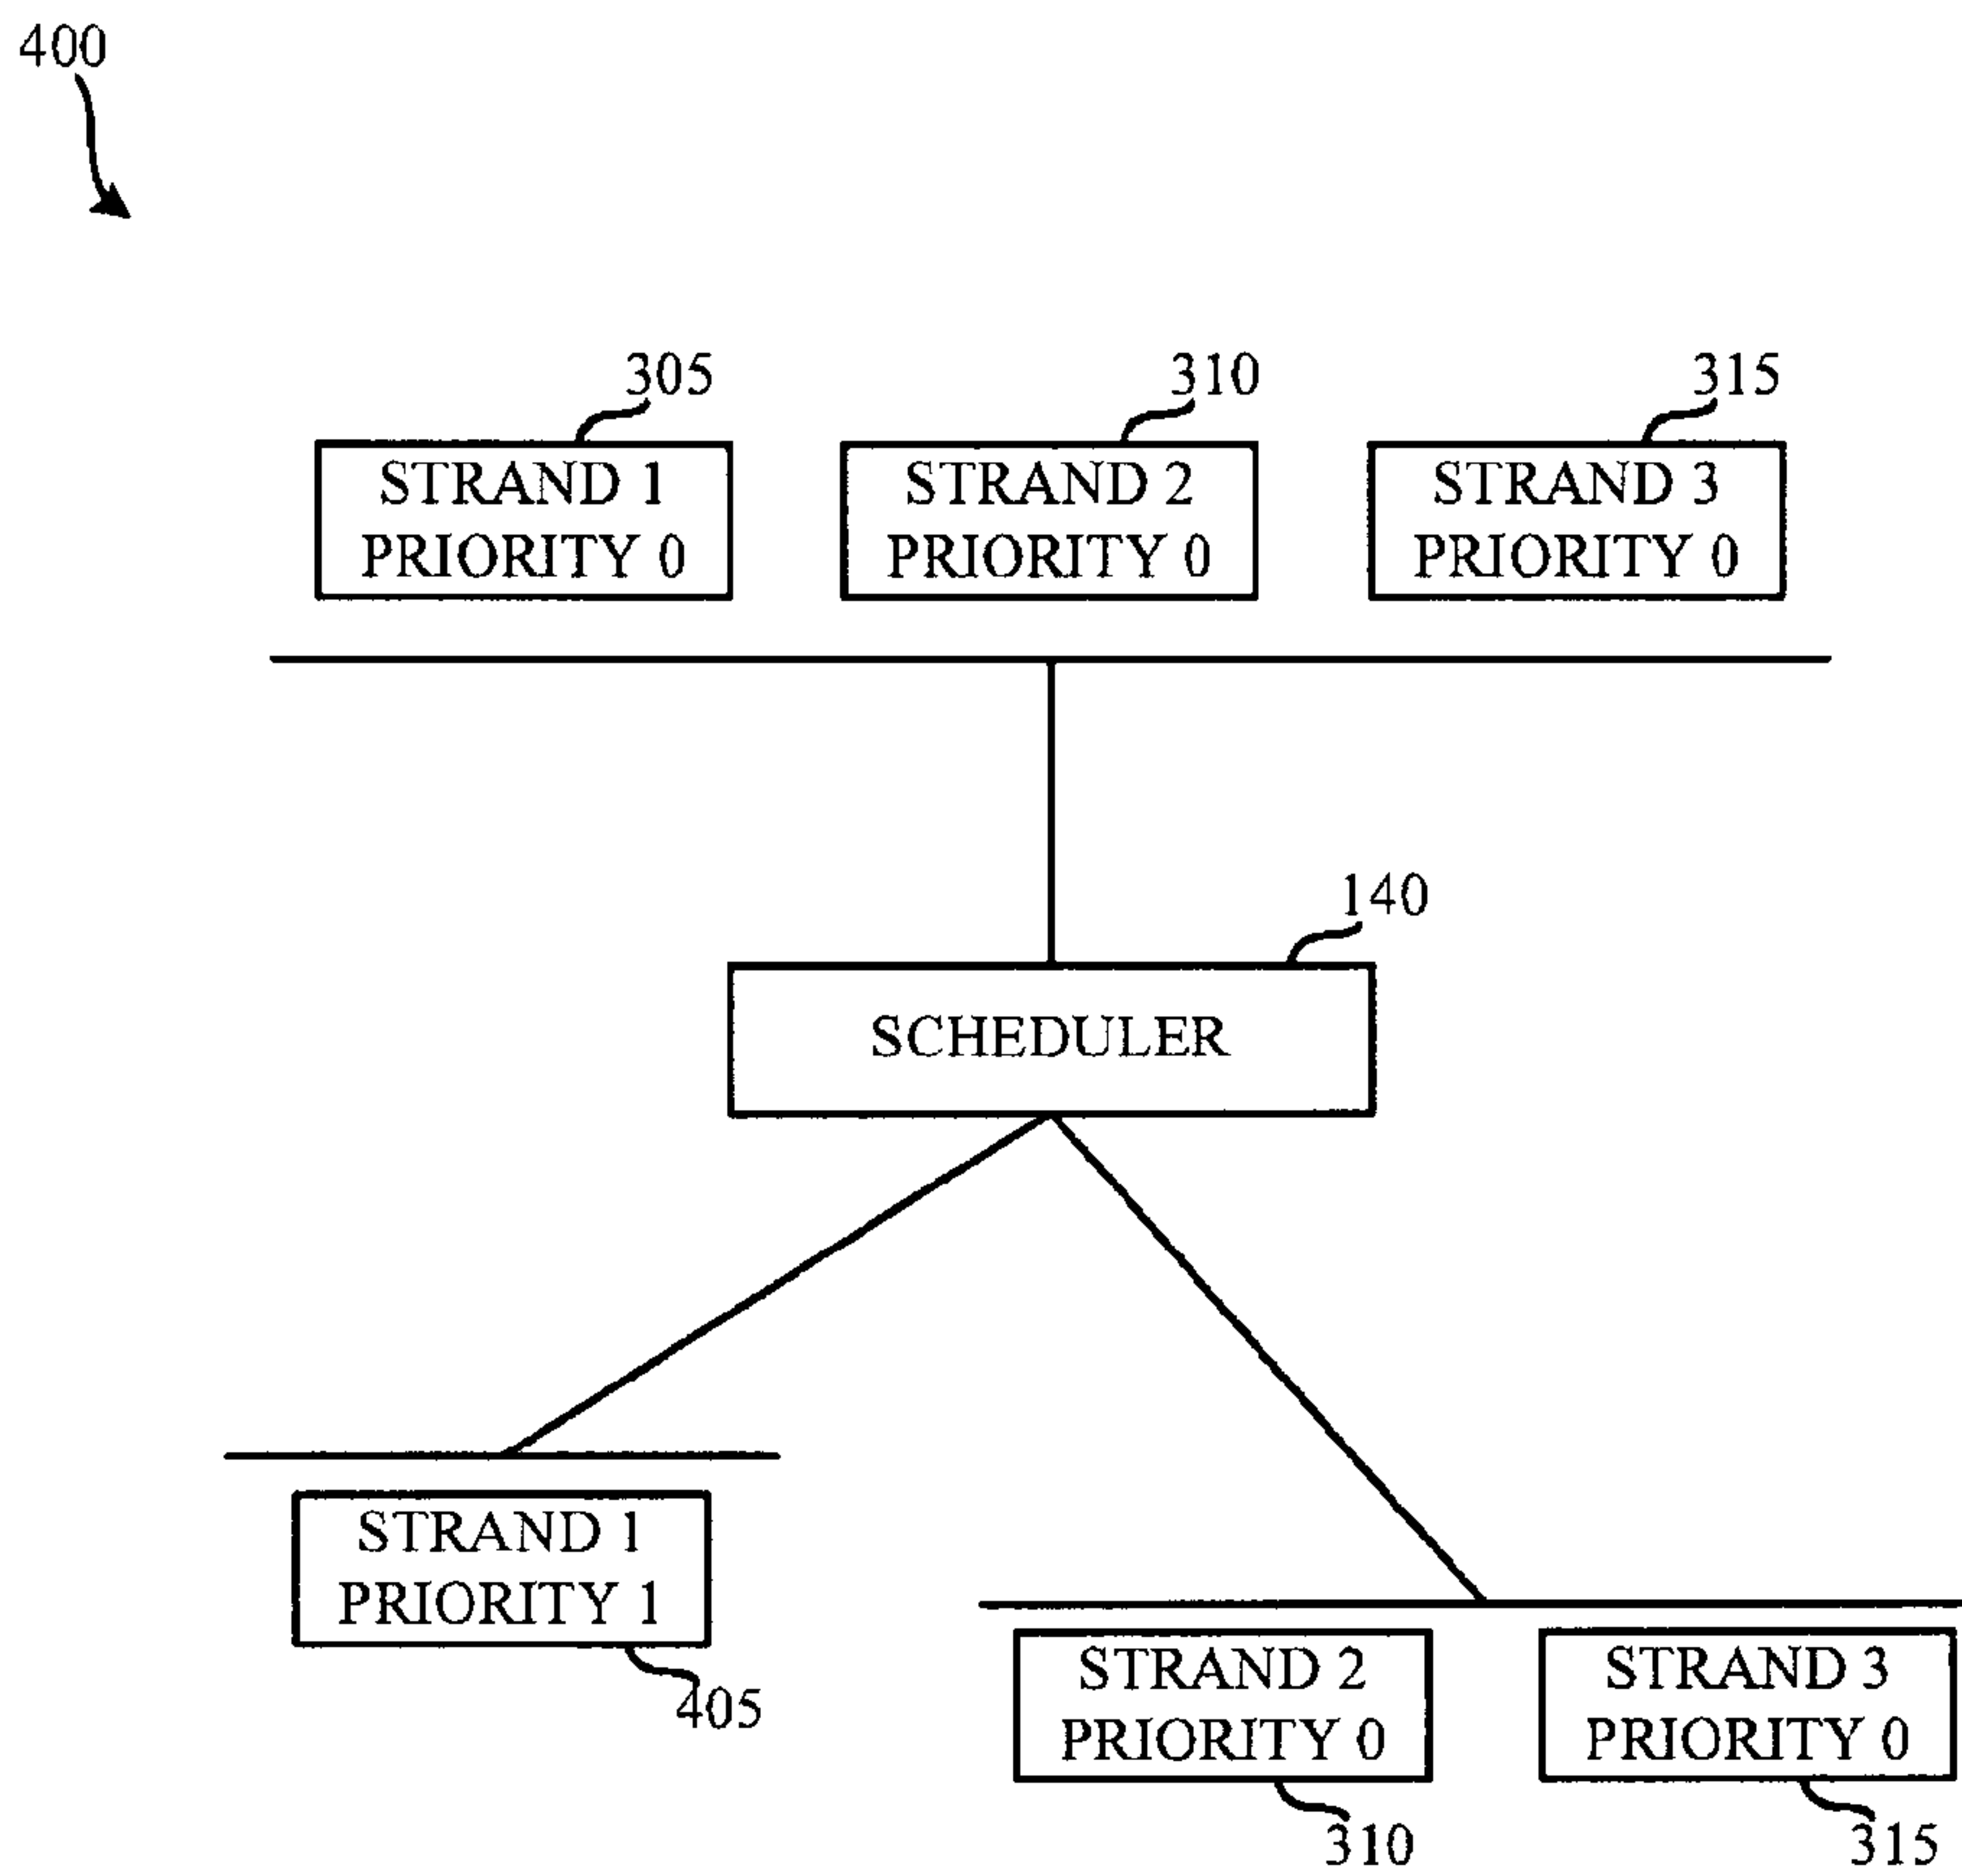 400
305
310
315
STRAND 1
PRIORITY 0
STRAND 2
PRIORITY 0
STRAND 3
PRIORITY 0
140
SCHEDULER
STRAND 1
PRIORITY 1
405
STRAND 2
PRIORITY 0
STRAND 3
PRIORITY 0
310
315